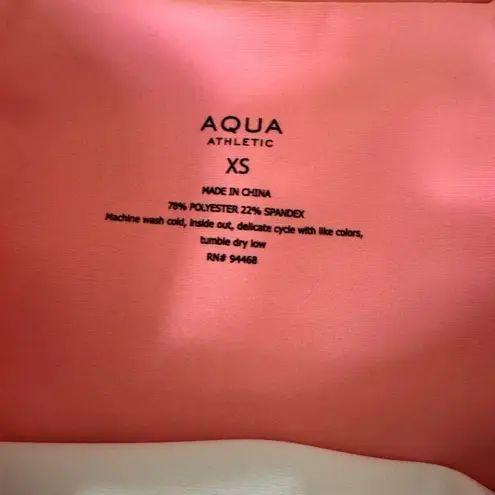 AQUA
ATHLETIC
XS
MADE IN CHINA
78% POLYESTER 22% SPANDEX
Machine wash cold, inside out, delicate cycle with like colors,
tumble dry low
RN# 94468